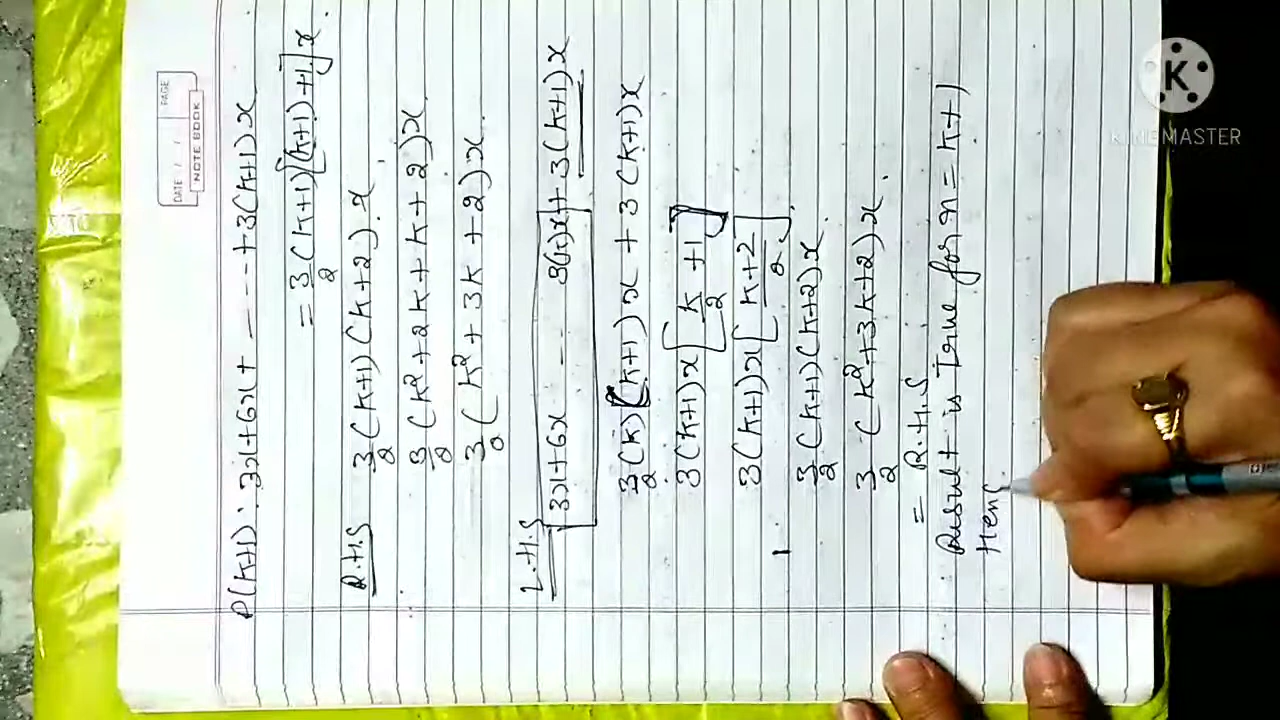 DATE / /
PAGE
NOTE BOOK
P(k+1): 3x+6x+ ---- +3(k+1)x
= 3/2 (k+1)[(k+1)+1]x.
R.H.S 3/2 (k+1)(k+2).x
3/2 (k²+2k+k+2)x
3/2 (k²+3k+2)x.
L.H.S
3x+6x .... 3(k)x + 3(k+1)x
3/2 (k)(k+1)x + 3(k+1)x
3(k+1)x[k/2 +1]
3(k+1)x[k+2/2].
3/2 (k+1)(k+2)x
3/2 (k²+3k+2)x.
= R.H.S
Result is true for n = k+1
Hen
KINEMASTER